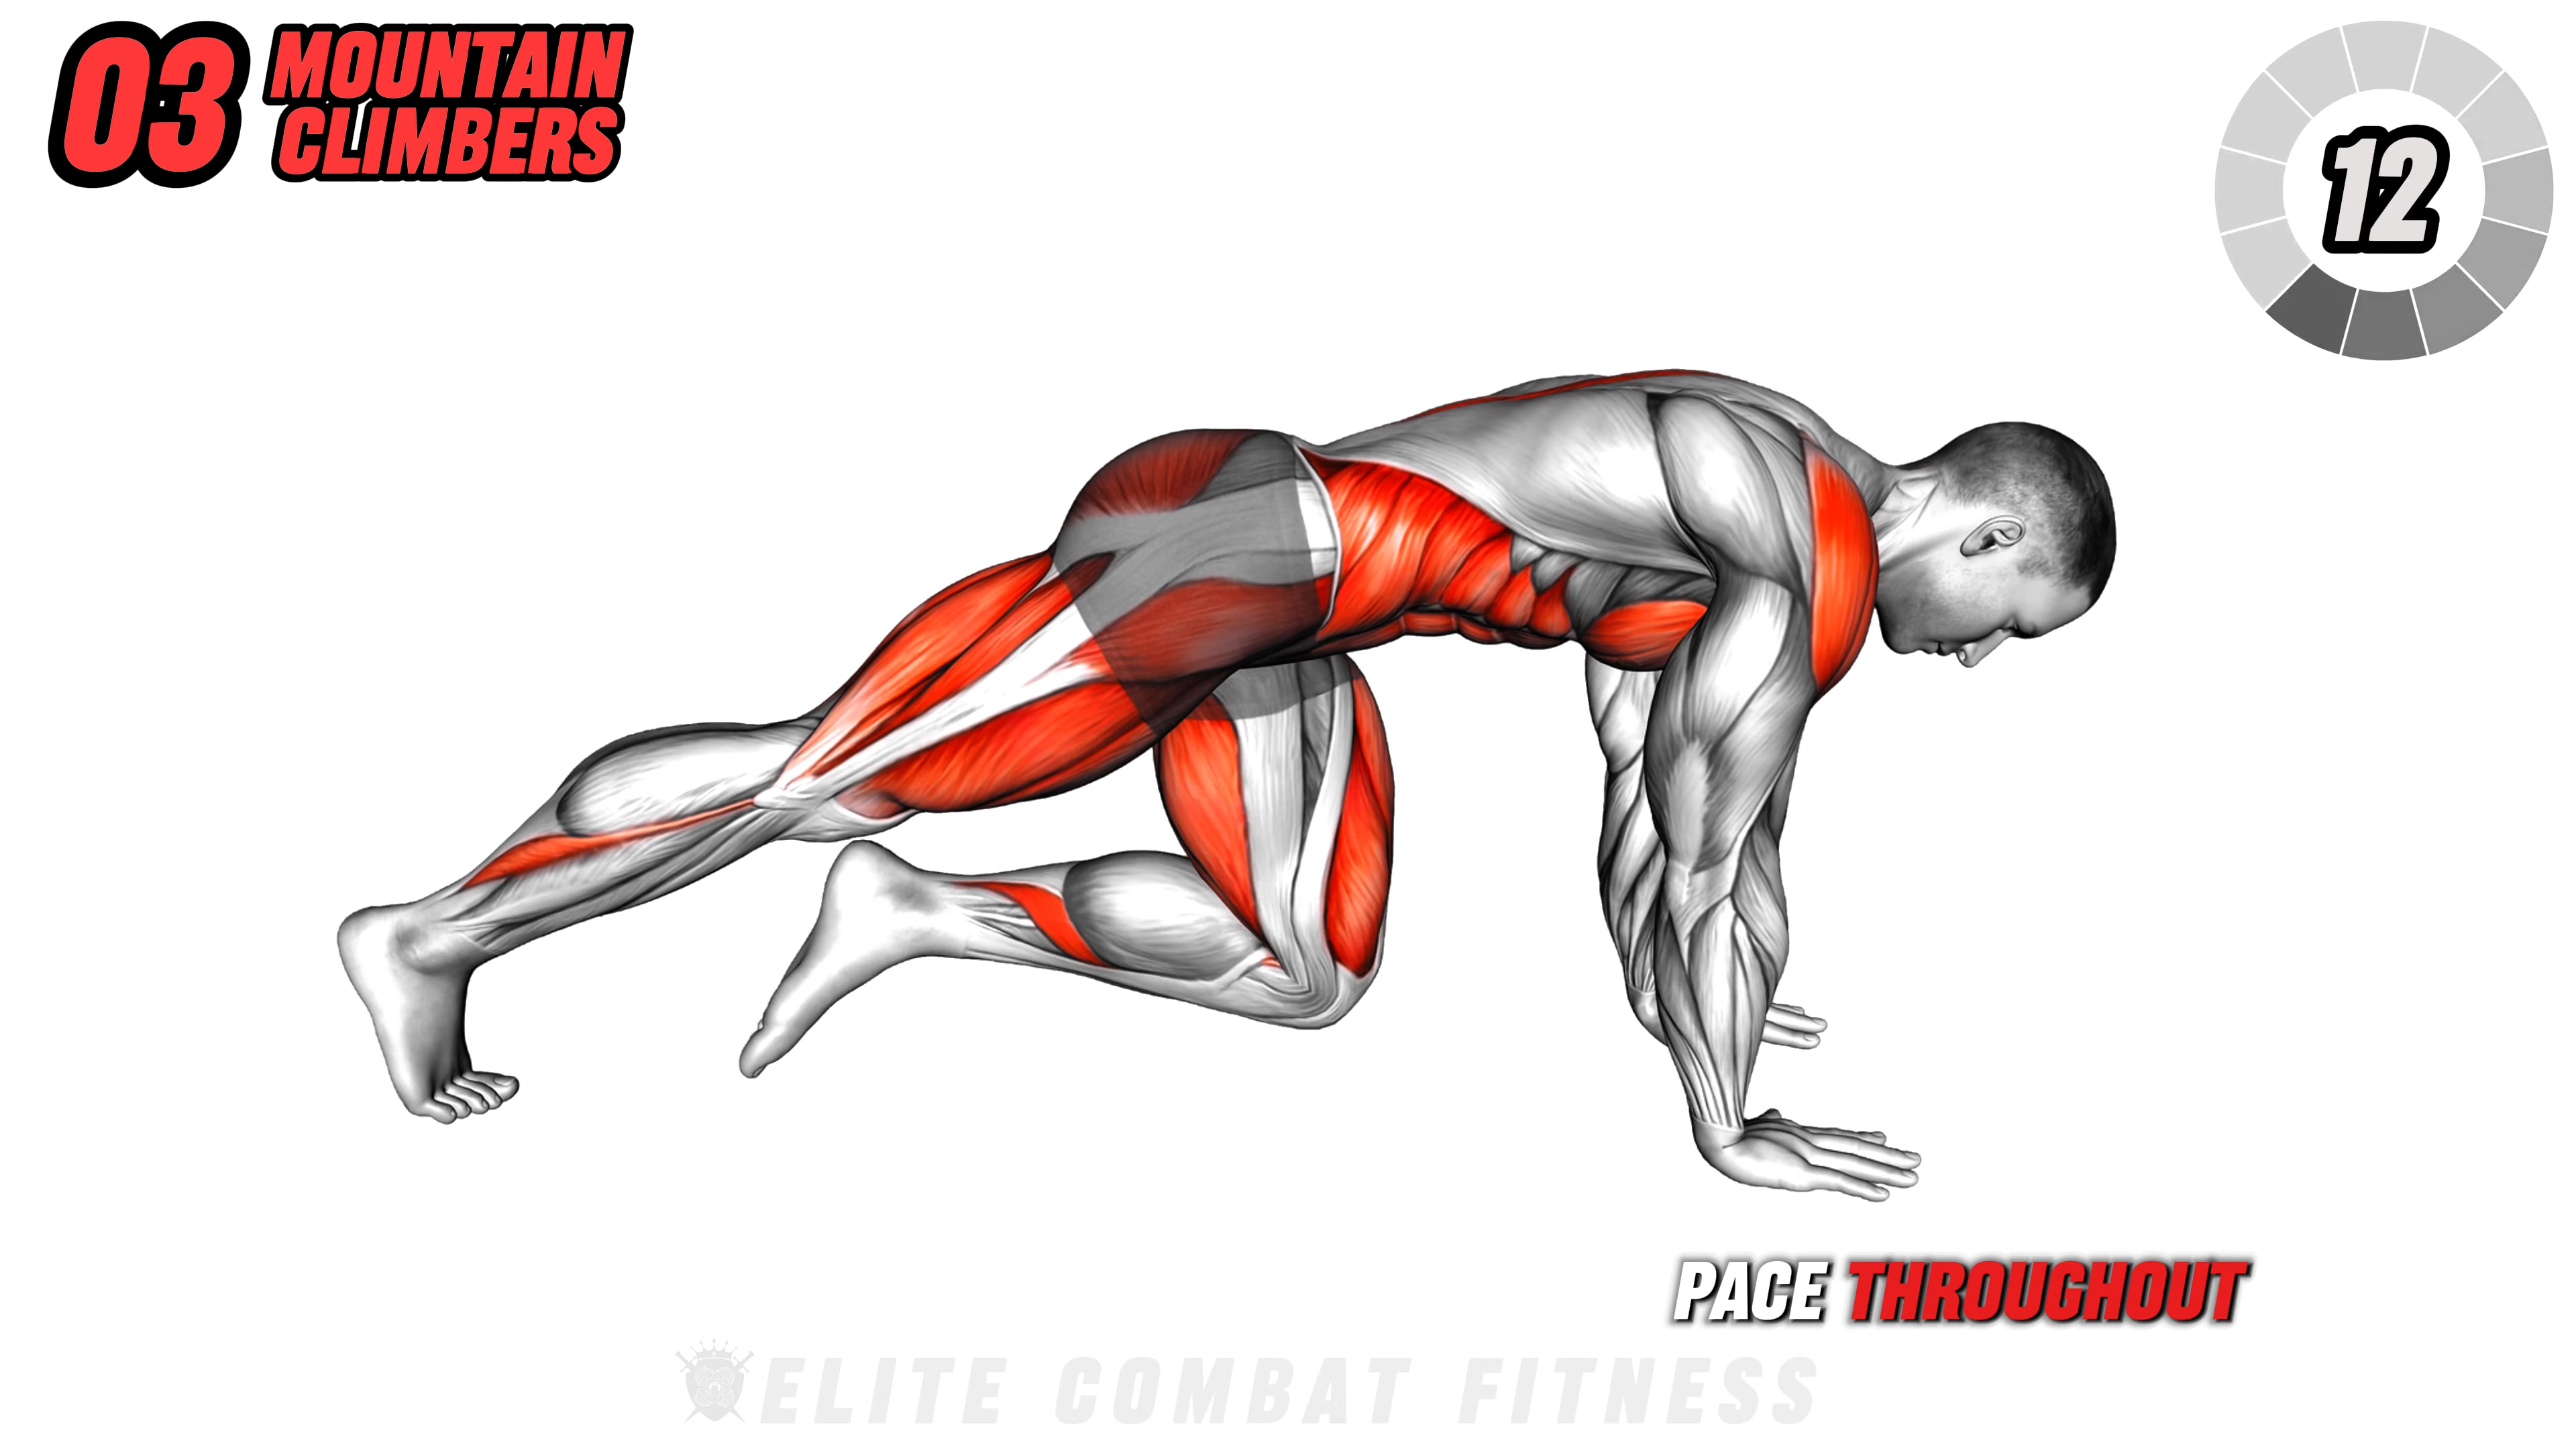 03
MOUNTAIN
CLIMBERS
12
PACE THROUGHOUT
ELITE COMBAT FITNESS